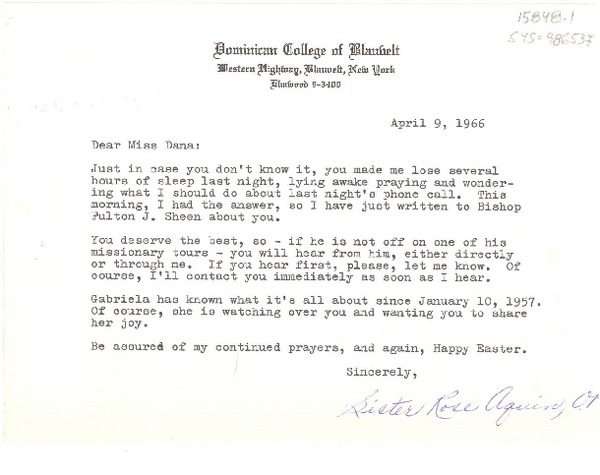 15848-1
SYS=986537
Dominican College of Blauvelt
Western Highway, Blauvelt, New York
Elmwood 9-3400
April 9, 1966
Dear Miss Dana:
Just in case you don't know it, you made me lose several
hours of sleep last night, lying awake praying and wonder-
ing what I should do about last night's phone call. This
morning, I had the answer, so I have just written to Bishop
Fulton J. Sheen about you.
You deserve the best, so - if he is not off on one of his
missionary tours - you will hear from him, either directly
or through me. If you hear first, please, let me know. Of
course, I'll contact you immediately as soon as I hear.
Gabriela has known what it's all about since January 10, 1957.
Of course, she is watching over you and wanting you to share
her joy.
Be assured of my continued prayers, and again, Happy Easter.
Sincerely,
Sister Rose Aquin, O.P